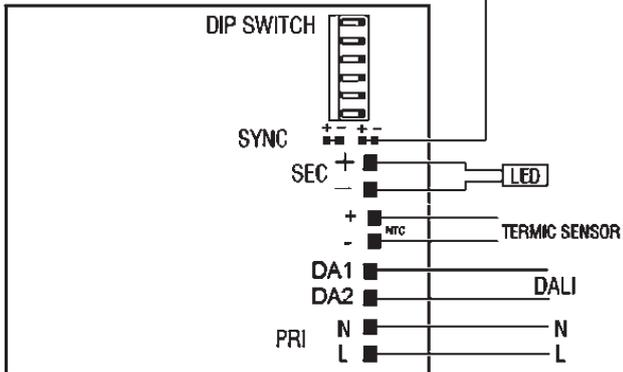 DIP SWITCH
+ - + -
SYNC
SEC + LED
-
+ NTC TERMIC SENSOR
-
DA1 DALI
DA2
PRI N N
L L